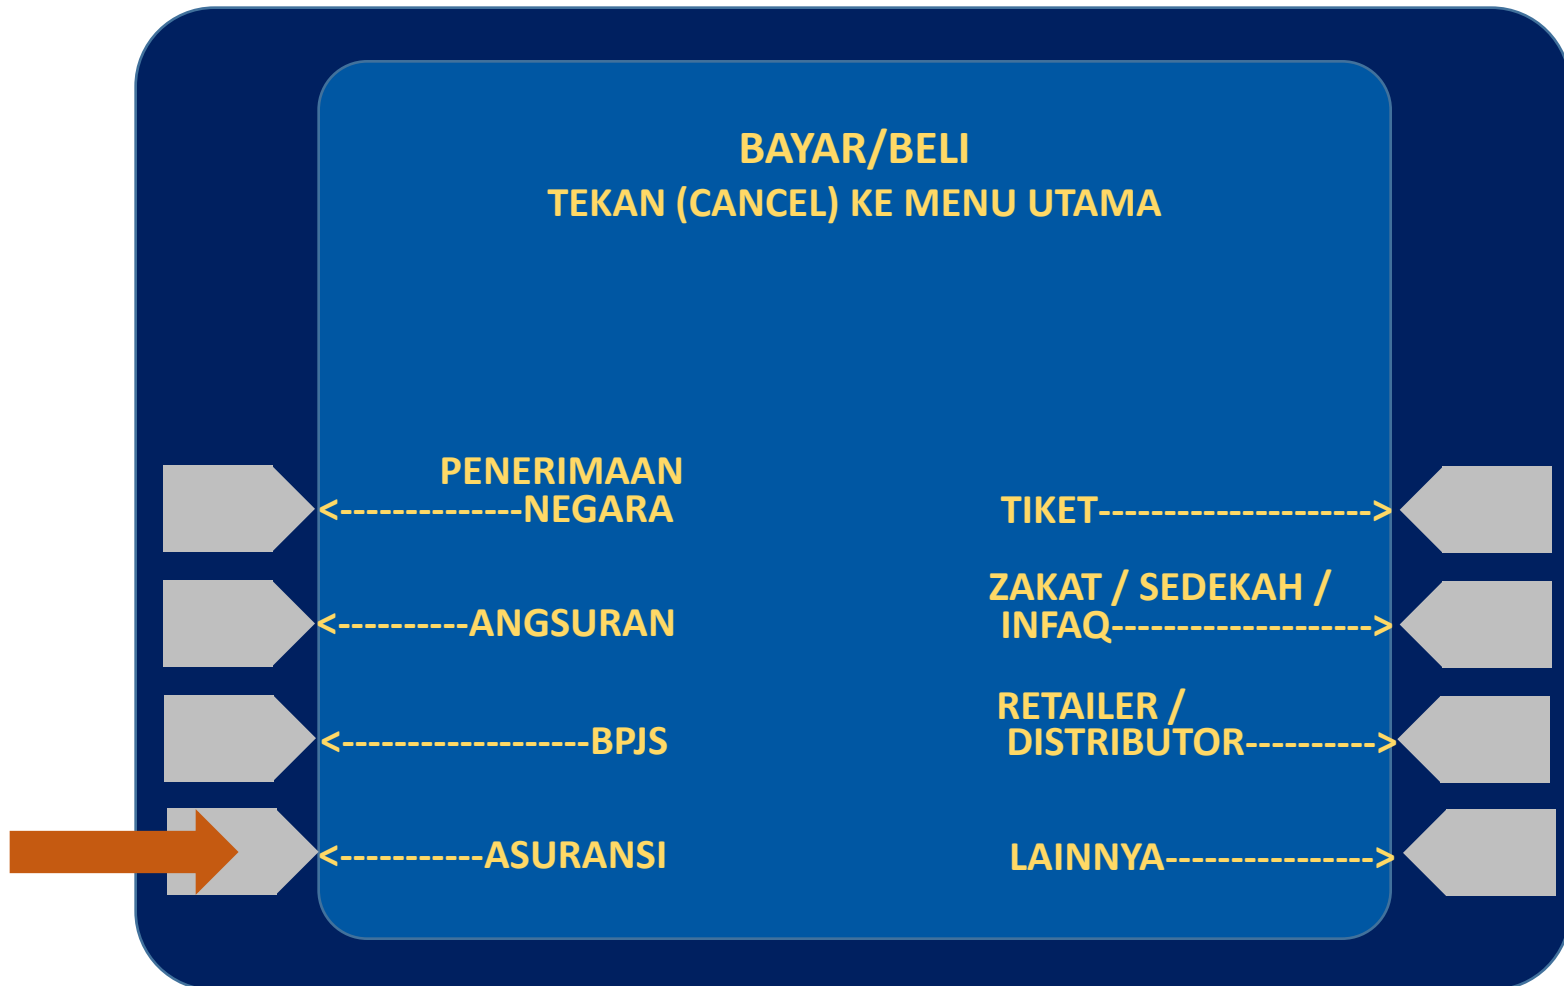 BAYAR/BELI
TEKAN (CANCEL) KE MENU UTAMA
PENERIMAAN
<--------------NEGARA
<----------ANGSURAN
<-------------------BPJS
<-----------ASURANSI
TIKET--------------------->
ZAKAT / SEDEKAH /
INFAQ-------------------->
RETAILER /
DISTRIBUTOR---------->
LAINNYA---------------->